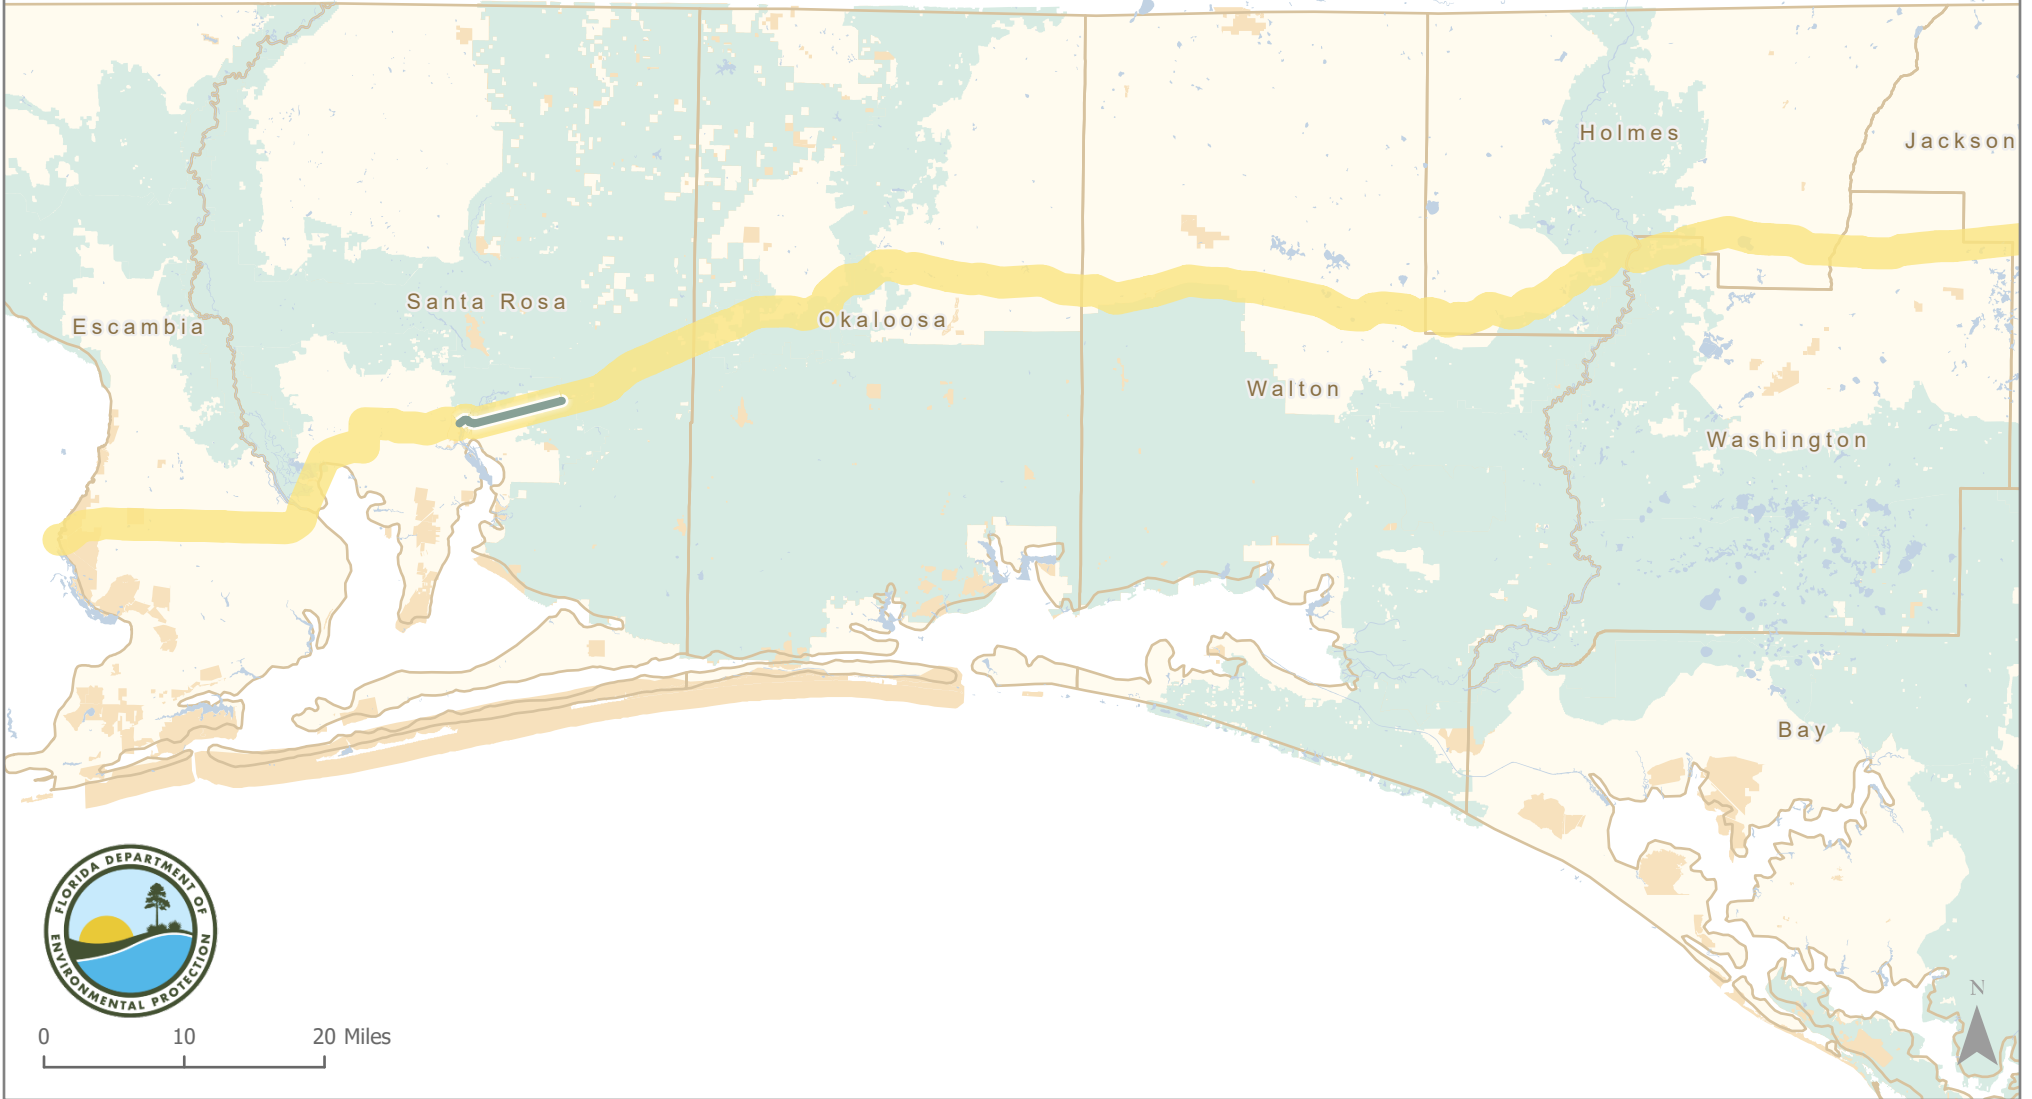 Holmes
Jackson
Santa Rosa
Escambia
Okaloosa
Walton
Washington
Bay
FLORIDA DEPARTMENT OF
ENVIRONMENTAL PROTECTION
N
0 10 20 Miles